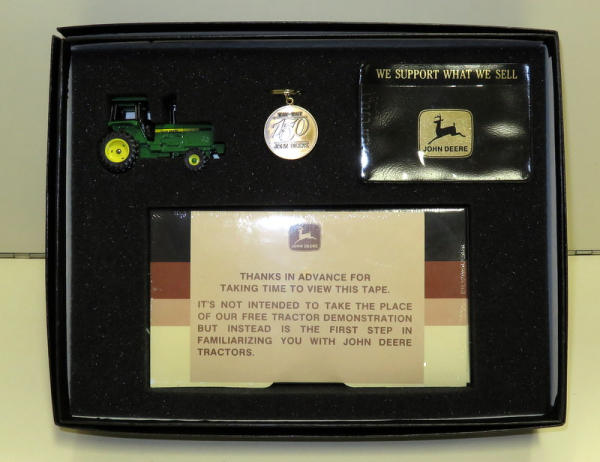 WE SUPPORT WHAT WE SELL
JOHN DEERE
JOHN DEERE
JOHN DEERE
THANKS IN ADVANCE FOR
TAKING TIME TO VIEW THIS TAPE.
IT'S NOT INTENDED TO TAKE THE PLACE
OF OUR FREE TRACTOR DEMONSTRATION
BUT INSTEAD IS THE FIRST STEP IN
FAMILIARIZING YOU WITH JOHN DEERE
TRACTORS.